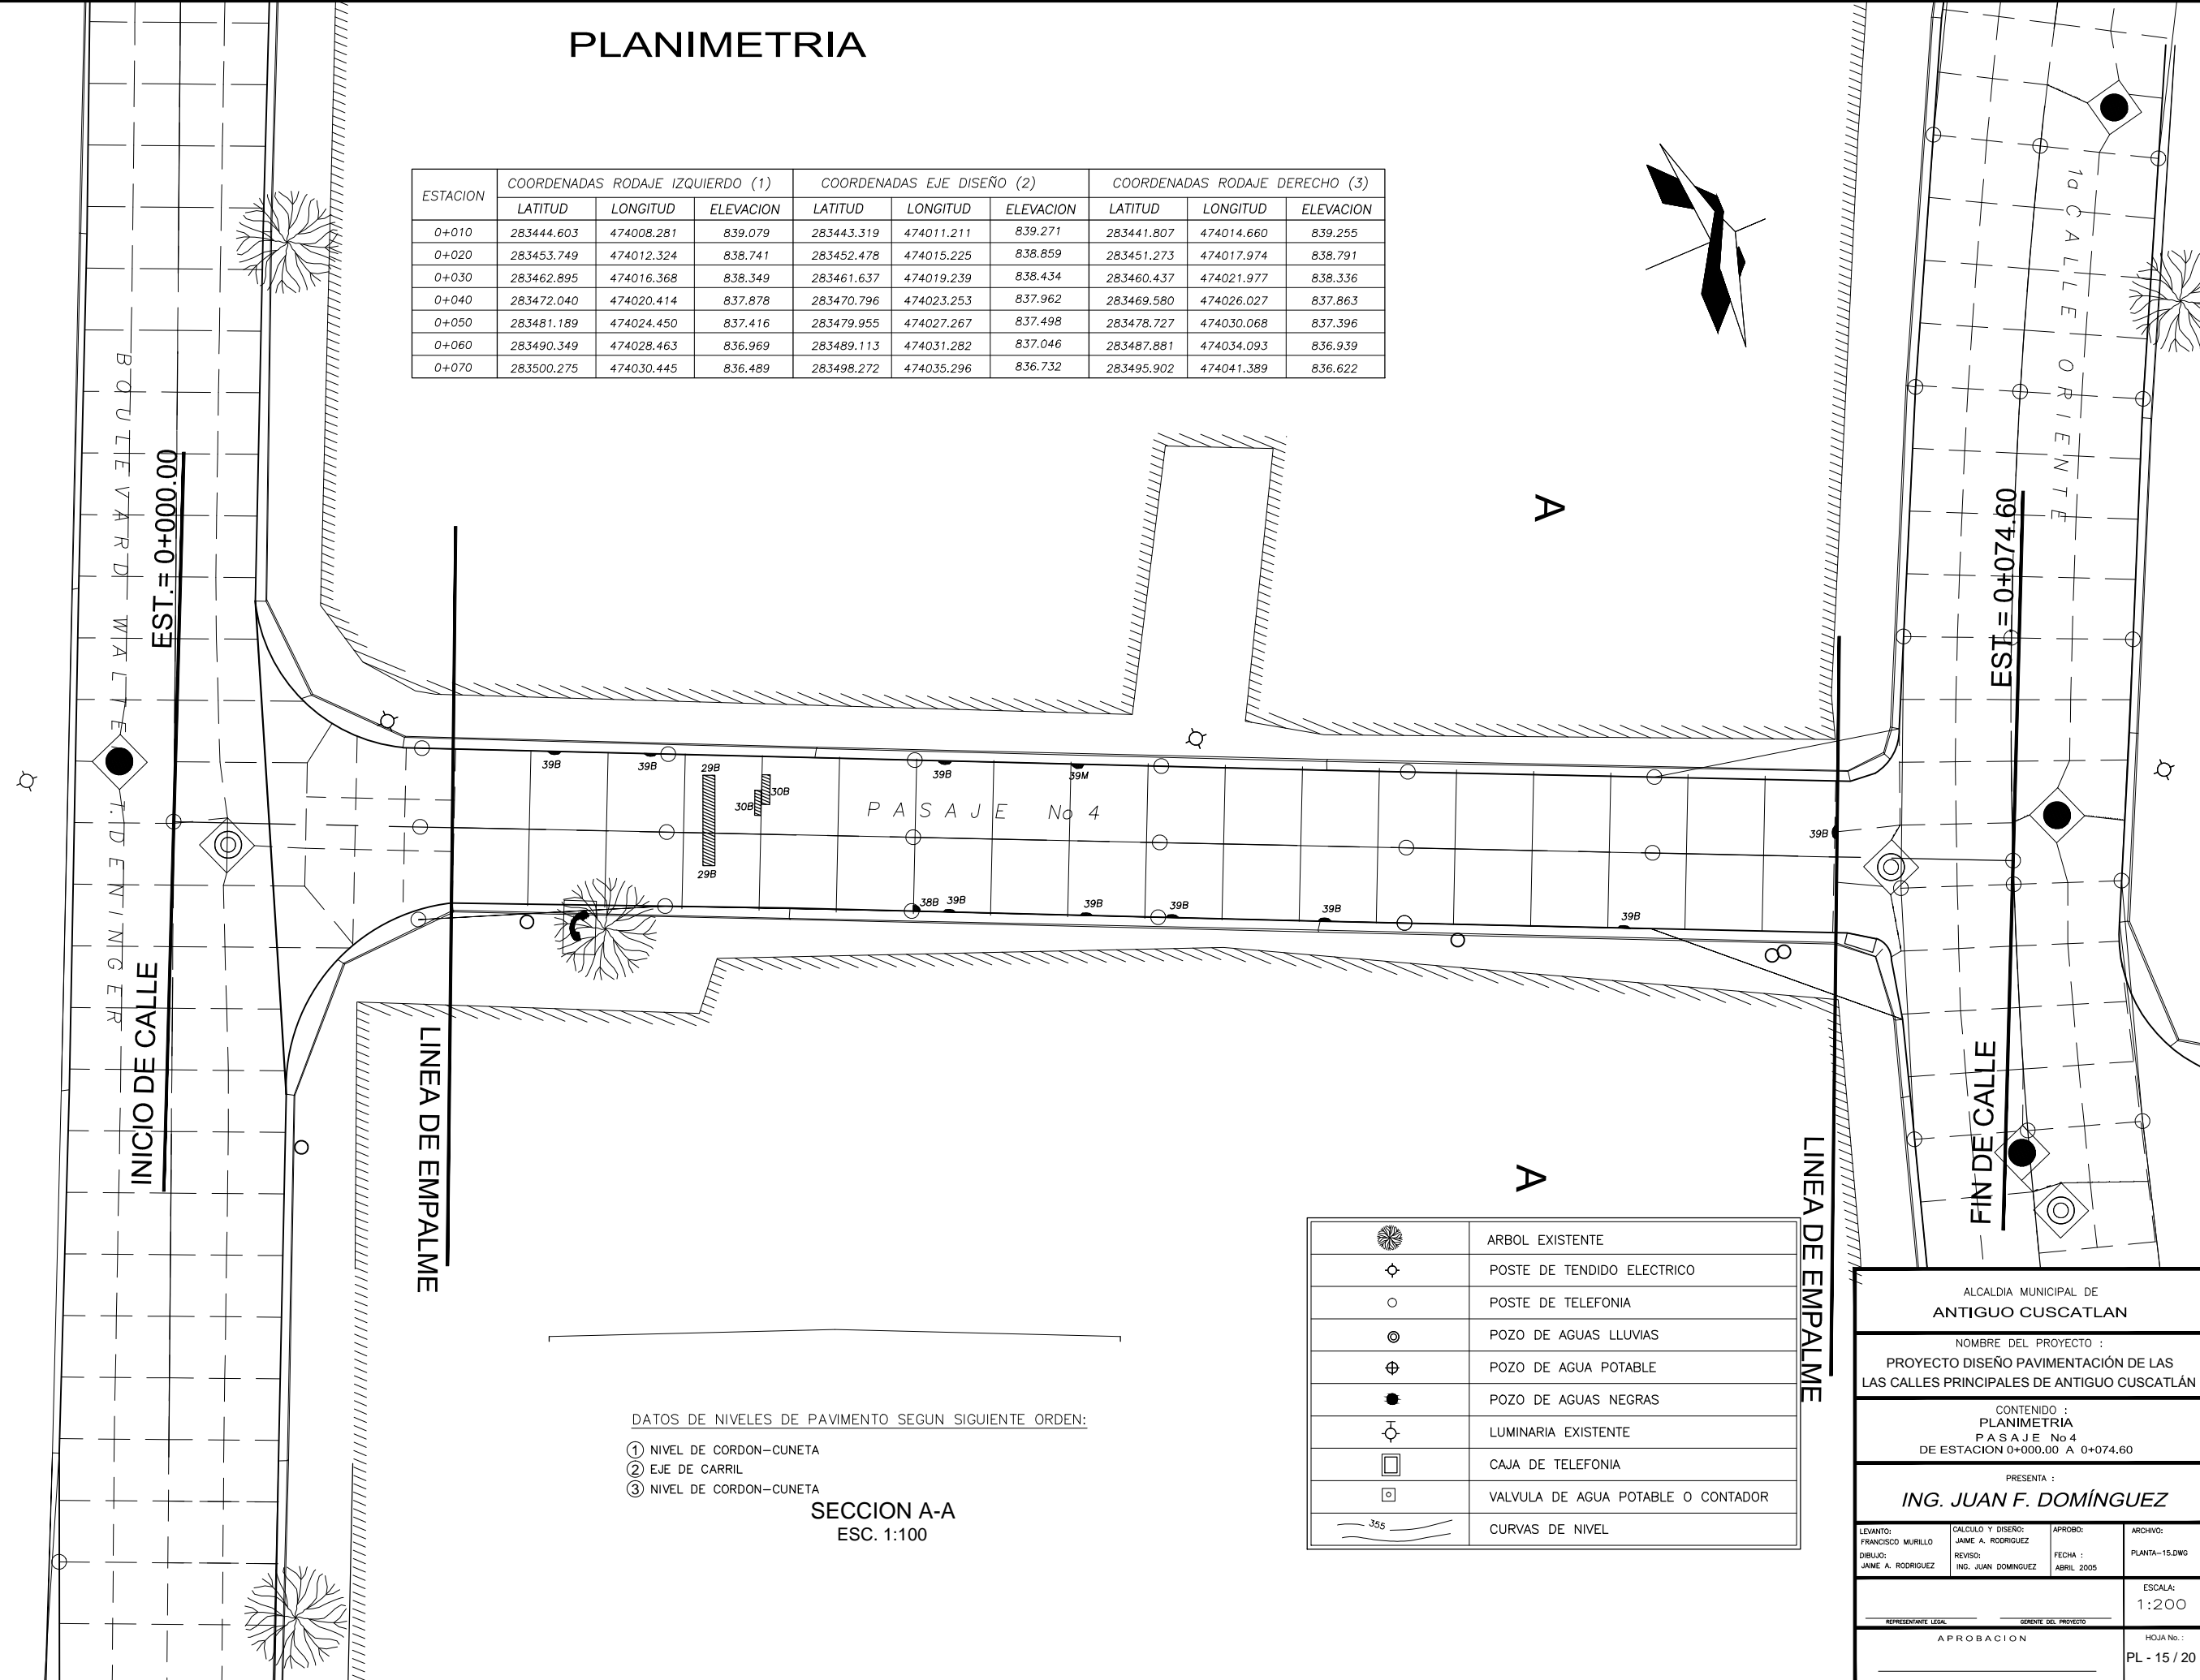 PLANIMETRIA
ESTACION COORDENADAS RODAJE IZQUIERDO (1) COORDENADAS EJE DISEÑO (2) COORDENADAS RODAJE DERECHO (3)
LATITUD LONGITUD ELEVACION LATITUD LONGITUD ELEVACION LATITUD LONGITUD ELEVACION
0+010 283444.603 474008.281 839.079 283443.319 474011.211 839.271 283441.807 474014.660 839.255
0+020 283453.749 474012.324 838.741 283452.478 474015.225 838.859 283451.273 474017.974 838.791
0+030 283462.895 474016.368 838.349 283461.637 474019.239 838.434 283460.437 474021.977 838.336
0+040 283472.040 474020.414 837.878 283470.796 474023.253 837.962 283469.580 474026.027 837.863
0+050 283481.189 474024.450 837.416 283479.955 474027.267 837.498 283478.727 474030.068 837.396
0+060 283490.349 474028.463 836.969 283489.113 474031.282 837.046 283487.881 474034.093 836.939
0+070 283500.275 474030.445 836.489 283498.272 474035.296 836.732 283495.902 474041.389 836.622
BOULEVARD WALTER T. DENINGER
EST. = 0+000.00
INICIO DE CALLE
LINEA DE EMPALME
1a CALLE ORIENTE
EST. = 0+074.60
FIN DE CALLE
LINEA DE EMPALME
A
39B
39B
29B
30B
30B
39B
39M
PASAJE No 4
39B
29B
38B 39B
39B
39B
39B
39B
A
ARBOL EXISTENTE
POSTE DE TENDIDO ELECTRICO
POSTE DE TELEFONIA
POZO DE AGUAS LLUVIAS
POZO DE AGUA POTABLE
POZO DE AGUAS NEGRAS
LUMINARIA EXISTENTE
CAJA DE TELEFONIA
VALVULA DE AGUA POTABLE O CONTADOR
355 CURVAS DE NIVEL
DATOS DE NIVELES DE PAVIMENTO SEGUN SIGUIENTE ORDEN:
1 NIVEL DE CORDON-CUNETA
2 EJE DE CARRIL
3 NIVEL DE CORDON-CUNETA
SECCION A-A
ESC. 1:100
ALCALDIA MUNICIPAL DE
ANTIGUO CUSCATLAN
NOMBRE DEL PROYECTO :
PROYECTO DISEÑO PAVIMENTACIÓN DE LAS
LAS CALLES PRINCIPALES DE ANTIGUO CUSCATLÁN
CONTENIDO :
PLANIMETRIA
PASAJE No 4
DE ESTACION 0+000.00 A 0+074.60
PRESENTA :
ING. JUAN F. DOMÍNGUEZ
LEVANTO:
FRANCISCO MURILLO
DIBUJO:
JAIME A. RODRIGUEZ
CALCULO Y DISEÑO:
JAIME A. RODRIGUEZ
REVISO:
ING. JUAN DOMINGUEZ
APROBO:
FECHA :
ABRIL 2005
ARCHIVO:
PLANTA-15.DWG
REPRESENTANTE LEGAL
GERENTE DEL PROYECTO
ESCALA:
1:200
APROBACION
HOJA No. :
PL - 15 / 20